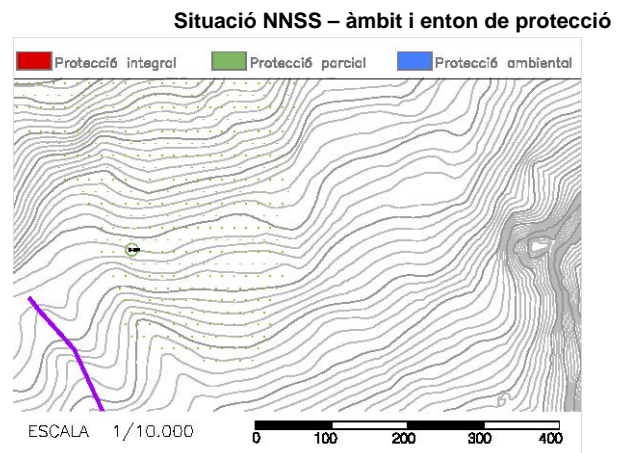 Situació NNSS – àmbit i enton de protecció
Protecció integral Protecció parcial Protecció ambiental
ESCALA 1/10.000
0 100 200 300 400